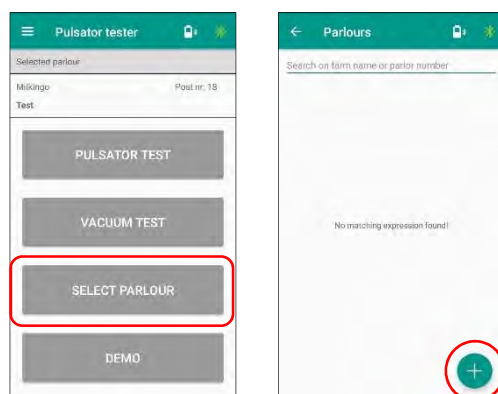 Pulsator tester
Selected parlour
Milkingo
Post nr: 18
Test
PULSATOR TEST
VACUUM TEST
SELECT PARLOUR
DEMO
Parlours
Search on farm name or parlor number
No matching expression found!